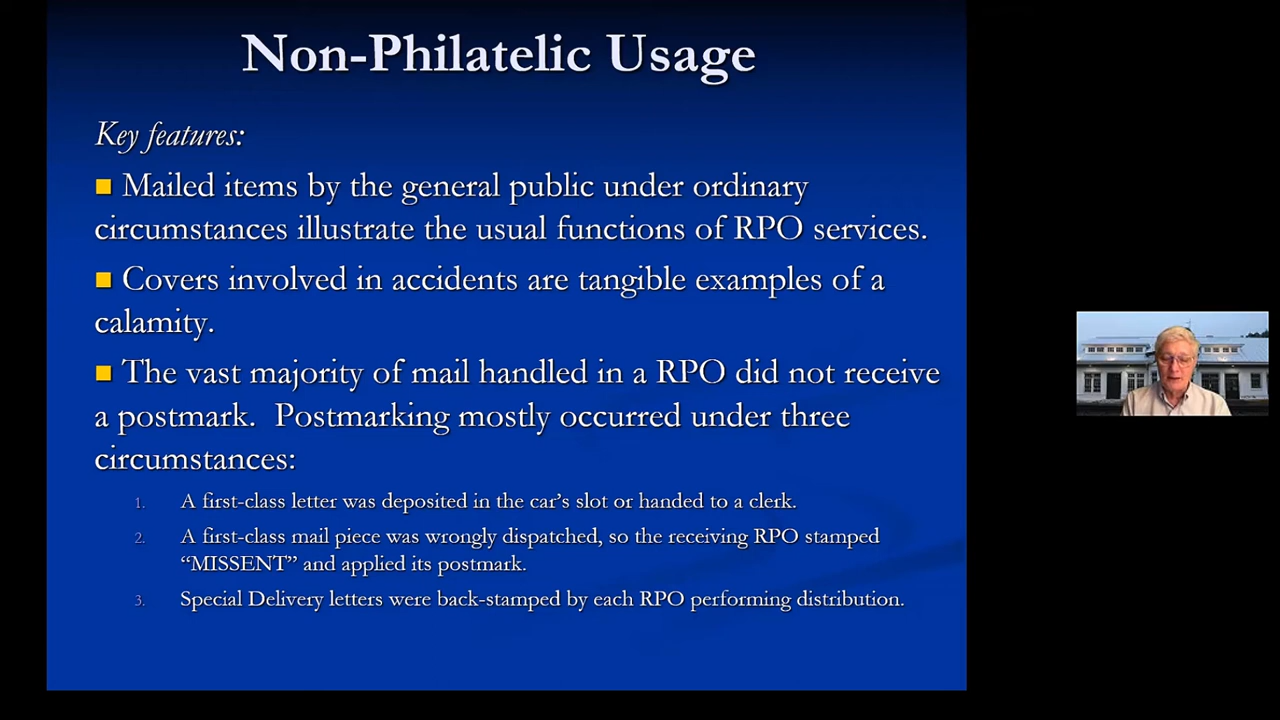 Non-Philatelic Usage
Key features:
■ Mailed items by the general public under ordinary
circumstances illustrate the usual functions of RPO services.
■ Covers involved in accidents are tangible examples of a
calamity.
■ The vast majority of mail handled in a RPO did not receive
a postmark.  Postmarking mostly occurred under three
circumstances:
1. A first-class letter was deposited in the car’s slot or handed to a clerk.
2. A first-class mail piece was wrongly dispatched, so the receiving RPO stamped
“MISSENT” and applied its postmark.
3. Special Delivery letters were back-stamped by each RPO performing distribution.